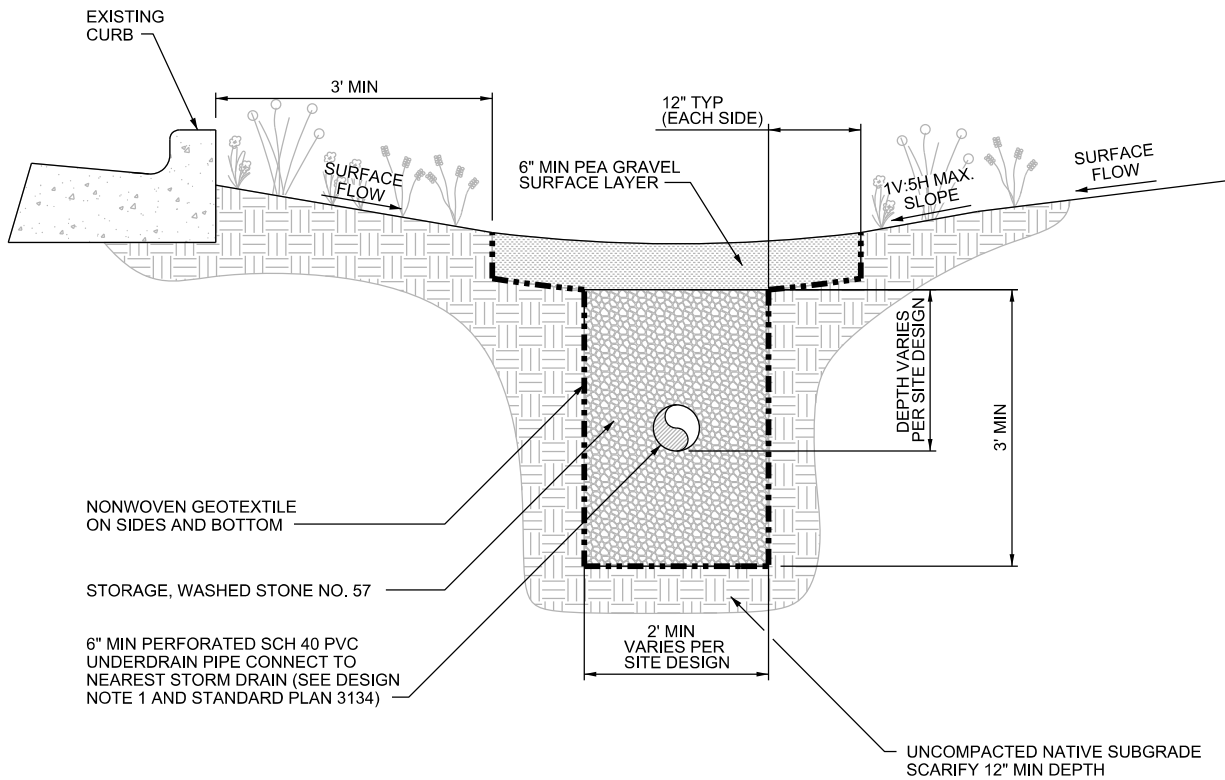 EXISTING
CURB
3' MIN
12" TYP
(EACH SIDE)
6" MIN PEA GRAVEL
SURFACE LAYER
SURFACE
FLOW
1V:5H MAX.
SLOPE
SURFACE
FLOW
DEPTH VARIES
PER SITE DESIGN
3' MIN
NONWOVEN GEOTEXTILE
ON SIDES AND BOTTOM
STORAGE, WASHED STONE NO. 57
6" MIN PERFORATED SCH 40 PVC
UNDERDRAIN PIPE CONNECT TO
NEAREST STORM DRAIN (SEE DESIGN
NOTE 1 AND STANDARD PLAN 3134)
2' MIN
VARIES PER
SITE DESIGN
UNCOMPACTED NATIVE SUBGRADE
SCARIFY 12" MIN DEPTH